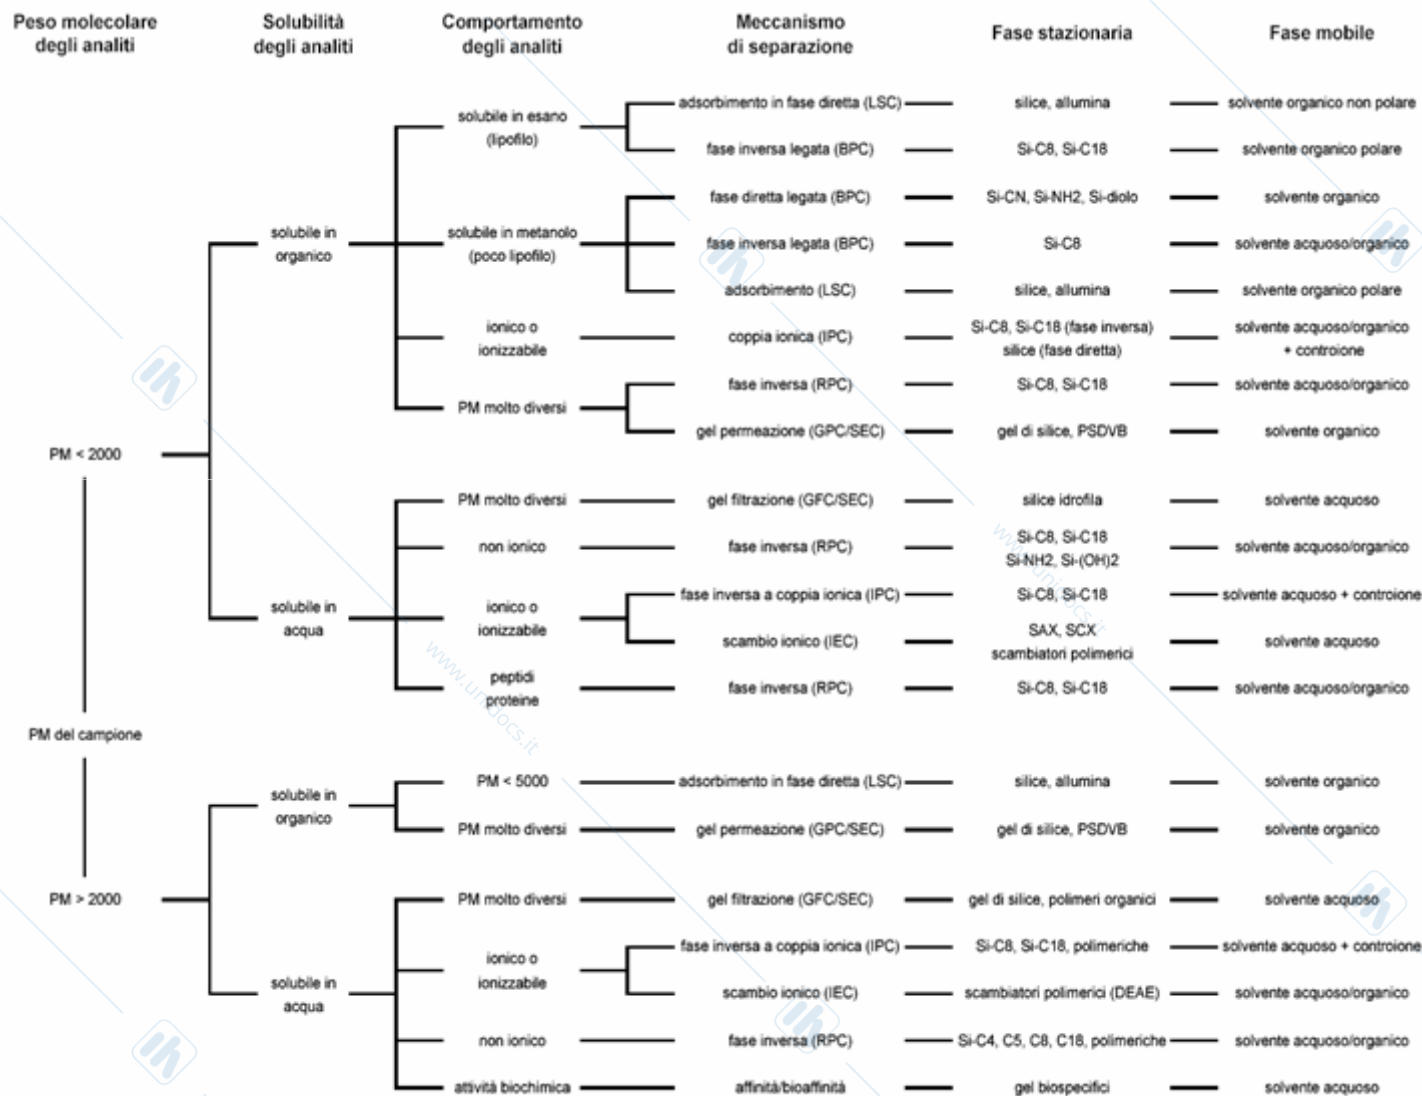 Peso molecolare
degli analiti
Solubilità
degli analiti
Comportamento
degli analiti
Meccanismo
di separazione
Fase stazionaria
Fase mobile
solubile in esano
(lipofilo)
adsorbimento in fase diretta (LSC)
silice, allumina
solvente organico non polare
fase inversa legata (BPC)
Si-C8, Si-C18
solvente organico polare
solubile in
organico
solubile in metanolo
(poco lipofilo)
fase diretta legata (BPC)
Si-CN, Si-NH2, Si-diolo
solvente organico
fase inversa legata (BPC)
Si-C8
solvente acquoso/organico
adsorbimento (LSC)
silice, allumina
solvente organico polare
ionico o
ionizzabile
coppia ionica (IPC)
Si-C8, Si-C18 (fase inversa)
silice (fase diretta)
solvente acquoso/organico
+ controione
PM molto diversi
fase inversa (RPC)
Si-C8, Si-C18
solvente acquoso/organico
gel permeazione (GPC/SEC)
gel di silice, PSDVB
solvente organico
PM < 2000
PM molto diversi
gel filtrazione (GFC/SEC)
silice idrofila
solvente acquoso
non ionico
fase inversa (RPC)
Si-C8, Si-C18
Si-NH2, Si-(OH)2
solvente acquoso/organico
solubile in
acqua
ionico o
ionizzabile
fase inversa a coppia ionica (IPC)
Si-C8, Si-C18
solvente acquoso + controione
scambio ionico (IEC)
SAX, SCX
scambiatori polimerici
solvente acquoso
peptidi
proteine
fase inversa (RPC)
Si-C8, Si-C18
solvente acquoso/organico
PM del campione
solubile in
organico
PM < 5000
adsorbimento in fase diretta (LSC)
silice, allumina
solvente organico
PM molto diversi
gel permeazione (GPC/SEC)
gel di silice, PSDVB
solvente organico
PM > 2000
PM molto diversi
gel filtrazione (GFC/SEC)
gel di silice, polimeri organici
solvente acquoso
solubile in
acqua
ionico o
ionizzabile
fase inversa a coppia ionica (IPC)
Si-C8, Si-C18, polimeriche
solvente acquoso + controione
scambio ionico (IEC)
scambiatori polimerici (DEAE)
solvente acquoso/organico
non ionico
fase inversa (RPC)
Si-C4, C5, C8, C18, polimeriche
solvente acquoso/organico
attività biochimica
affinità/bioaffinità
gel biospecifici
solvente acquoso
www.unidocs.it
www.unidocs.it